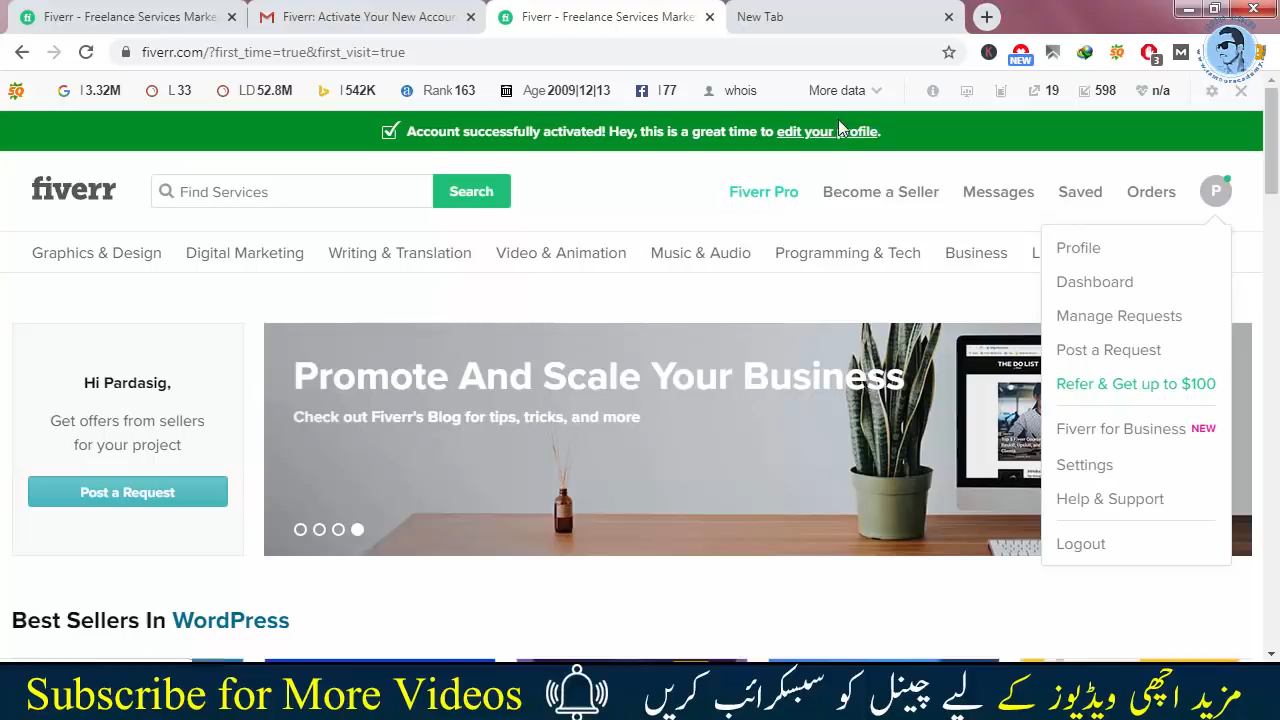 Fiverr - Freelance Services Marke
Fiverr: Activate Your New Accoun
Fiverr - Freelance Services Marke
New Tab
fiverr.com/?first_time=true&first_visit=true
NEW
3
I 3.32M
L 33
LD 52.8M
I 542K
Rank 163
Age 2009|12|13
I 77
whois
More data
19
598
n/a
Account successfully activated! Hey, this is a great time to edit your profile.
fiverr
Find Services
Search
Fiverr Pro
Become a Seller
Messages
Saved
Orders
P
Graphics & Design
Digital Marketing
Writing & Translation
Video & Animation
Music & Audio
Programming & Tech
Business
L
Profile
Dashboard
Manage Requests
Post a Request
Refer & Get up to $100
Fiverr for Business NEW
Settings
Help & Support
Logout
Hi Pardasig,
Get offers from sellers
for your project
Post a Request
Promote And Scale Your Business
Check out Fiverr's Blog for tips, tricks, and more
THE DO LIST
Best Sellers In WordPress
Subscribe for More Videos
مزید اچھی ویڈیوز کے لیے چینل کو سبسکرائب کریں